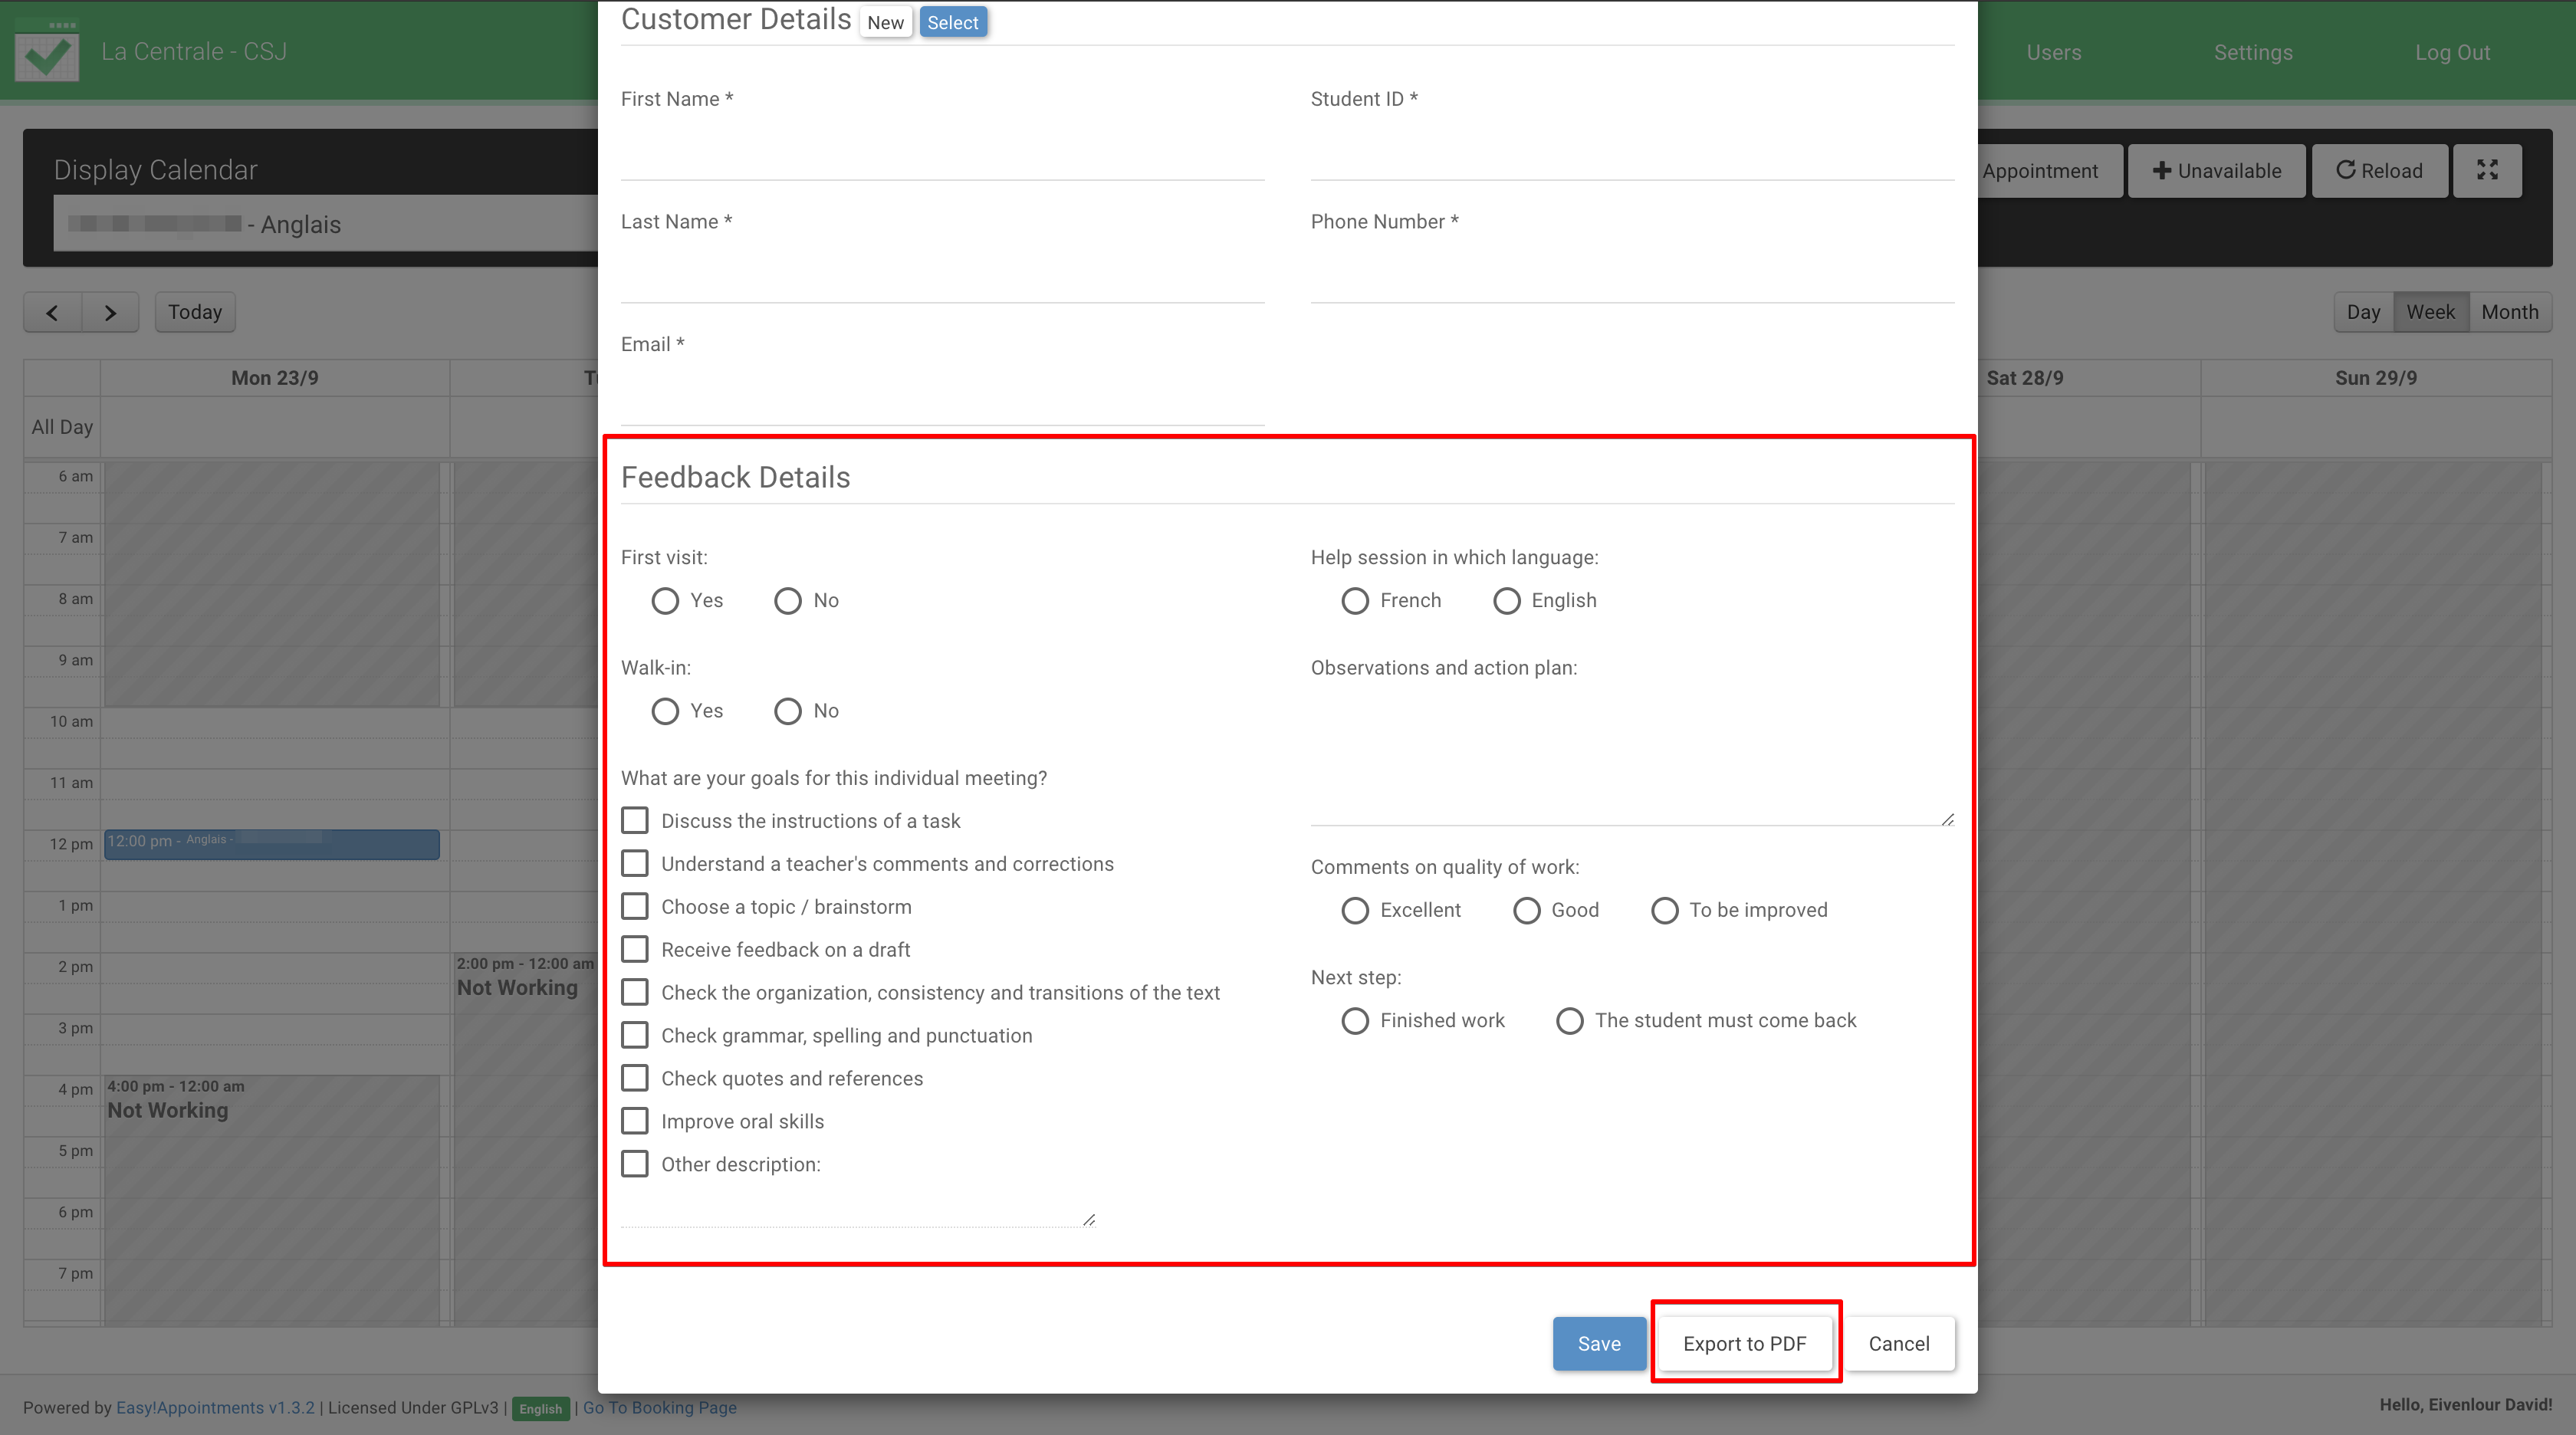 La Centrale - CSJ
Users
Settings
Log Out
Display Calendar
- Anglais
Appointment
Unavailable
Reload
Today
Day
Week
Month
Mon 23/9
Sat 28/9
Sun 29/9
All Day
6 am
7 am
8 am
9 am
10 am
11 am
12 pm
1 pm
2 pm
3 pm
4 pm
5 pm
6 pm
7 pm
12:00 pm - Anglais -
2:00 pm - 12:00 am
Not Working
4:00 pm - 12:00 am
Not Working
Customer Details
New
Select
First Name *
Student ID *
Last Name *
Phone Number *
Email *
Feedback Details
First visit:
Yes
No
Help session in which language:
French
English
Walk-in:
Yes
No
Observations and action plan:
What are your goals for this individual meeting?
Discuss the instructions of a task
Understand a teacher's comments and corrections
Choose a topic / brainstorm
Receive feedback on a draft
Check the organization, consistency and transitions of the text
Check grammar, spelling and punctuation
Check quotes and references
Improve oral skills
Other description:
Comments on quality of work:
Excellent
Good
To be improved
Next step:
Finished work
The student must come back
Save
Export to PDF
Cancel
Powered by Easy!Appointments v1.3.2 | Licensed Under GPLv3 | English | Go To Booking Page
Hello, Eivenlour David!